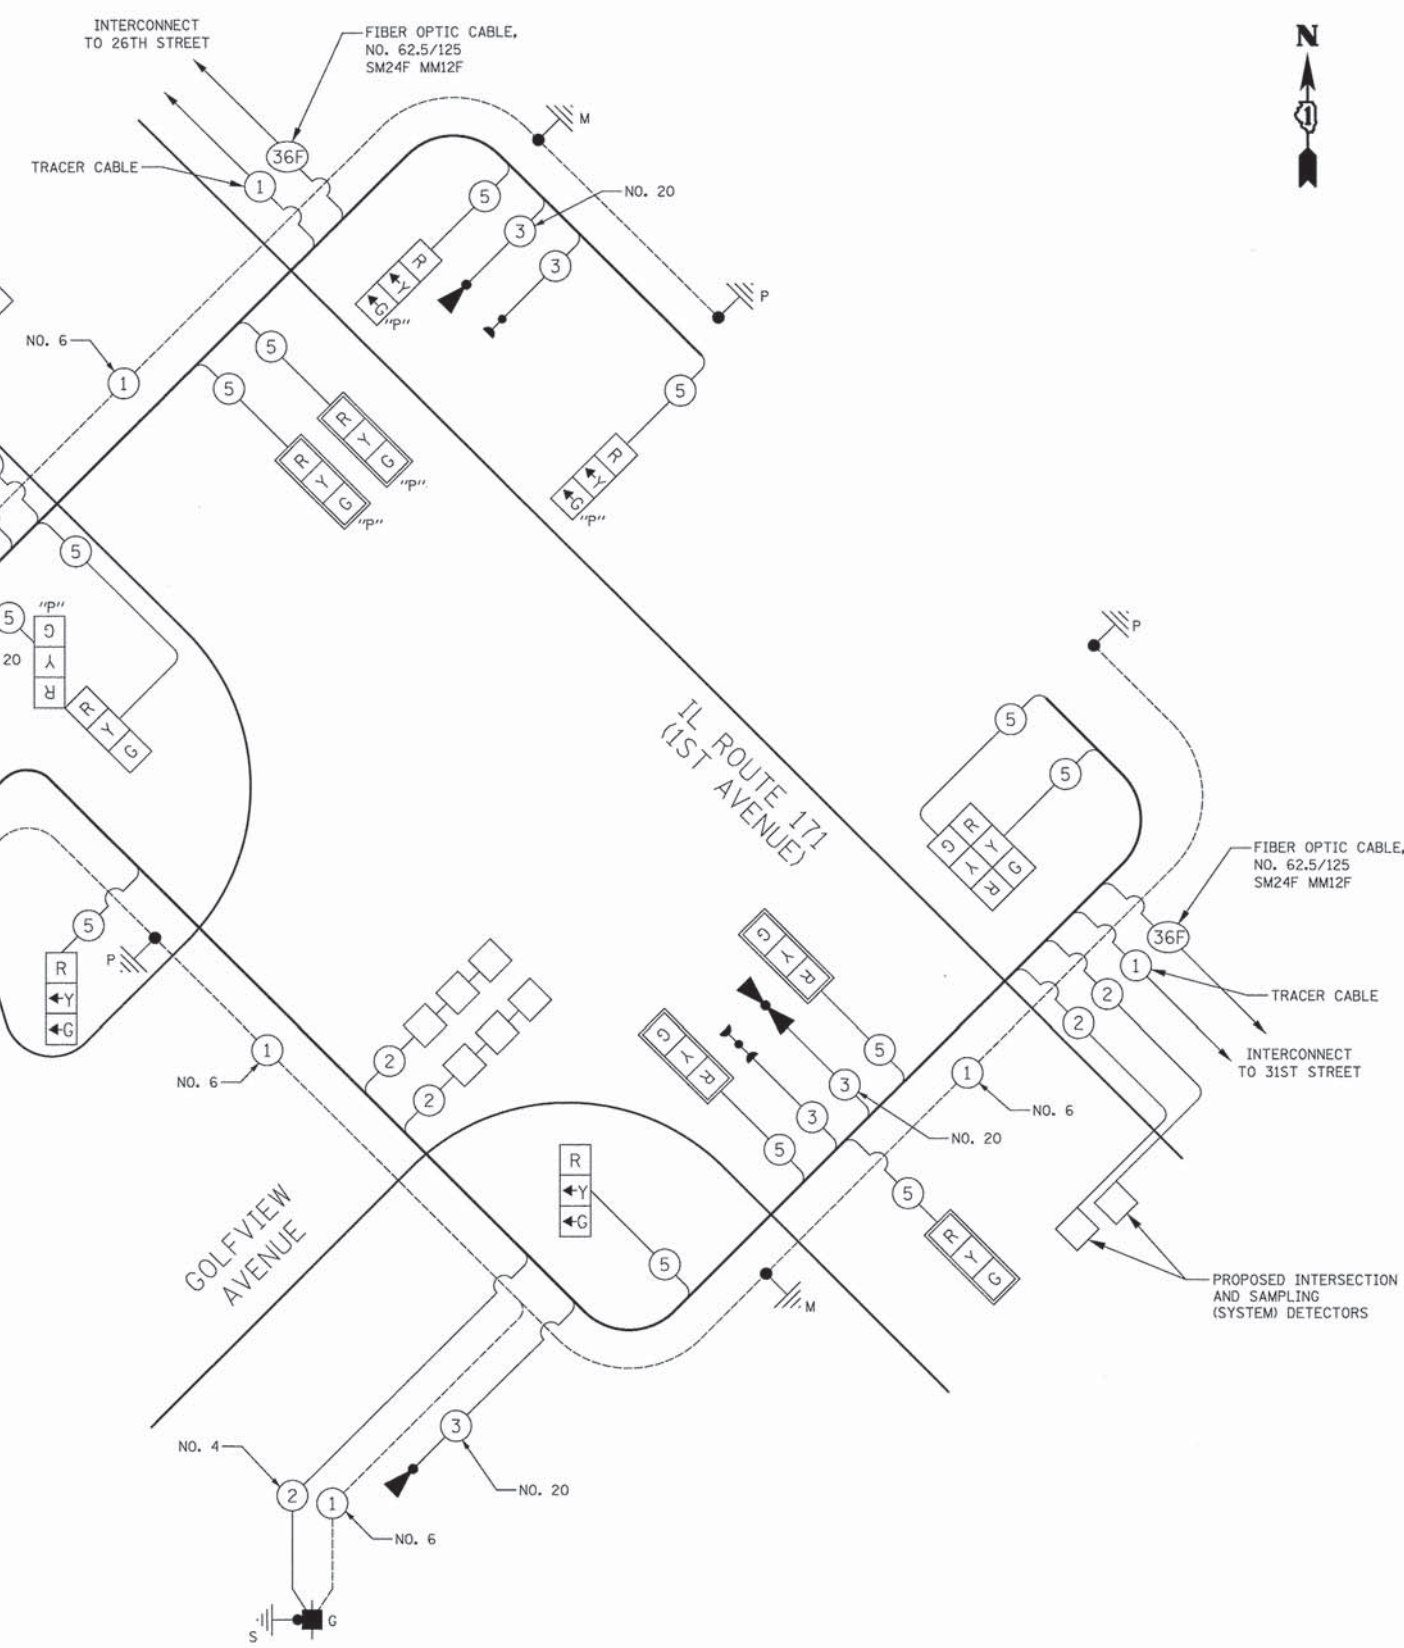 INTERCONNECT
TO 26TH STREET
FIBER OPTIC CABLE,
NO. 62.5/125
SM24F MM12F
N
1
M
36F
TRACER CABLE
1
5
NO. 20
3
3
R
Y
G
"P"
P
NO. 6
1
5
5
R
Y
G
"P"
R
Y
G
"P"
5
R
Y
G
"P"
5
5
"P"
G
Y
R
20
R
Y
G
P
IL ROUTE 171
(1ST AVENUE)
5
5
R
Y
G
G
Y
R
FIBER OPTIC CABLE,
NO. 62.5/125
SM24F MM12F
36F
1
TRACER CABLE
2
2
INTERCONNECT
TO 31ST STREET
5
P
R
Y
G
1
NO. 6
2
2
G
Y
R
G
Y
R
5
3
3
5
NO. 20
1
NO. 6
R
Y
G
5
5
R
Y
G
GOLFVIEW
AVENUE
M
PROPOSED INTERSECTION
AND SAMPLING
(SYSTEM) DETECTORS
3
NO. 4
2
1
NO. 20
NO. 6
S
G